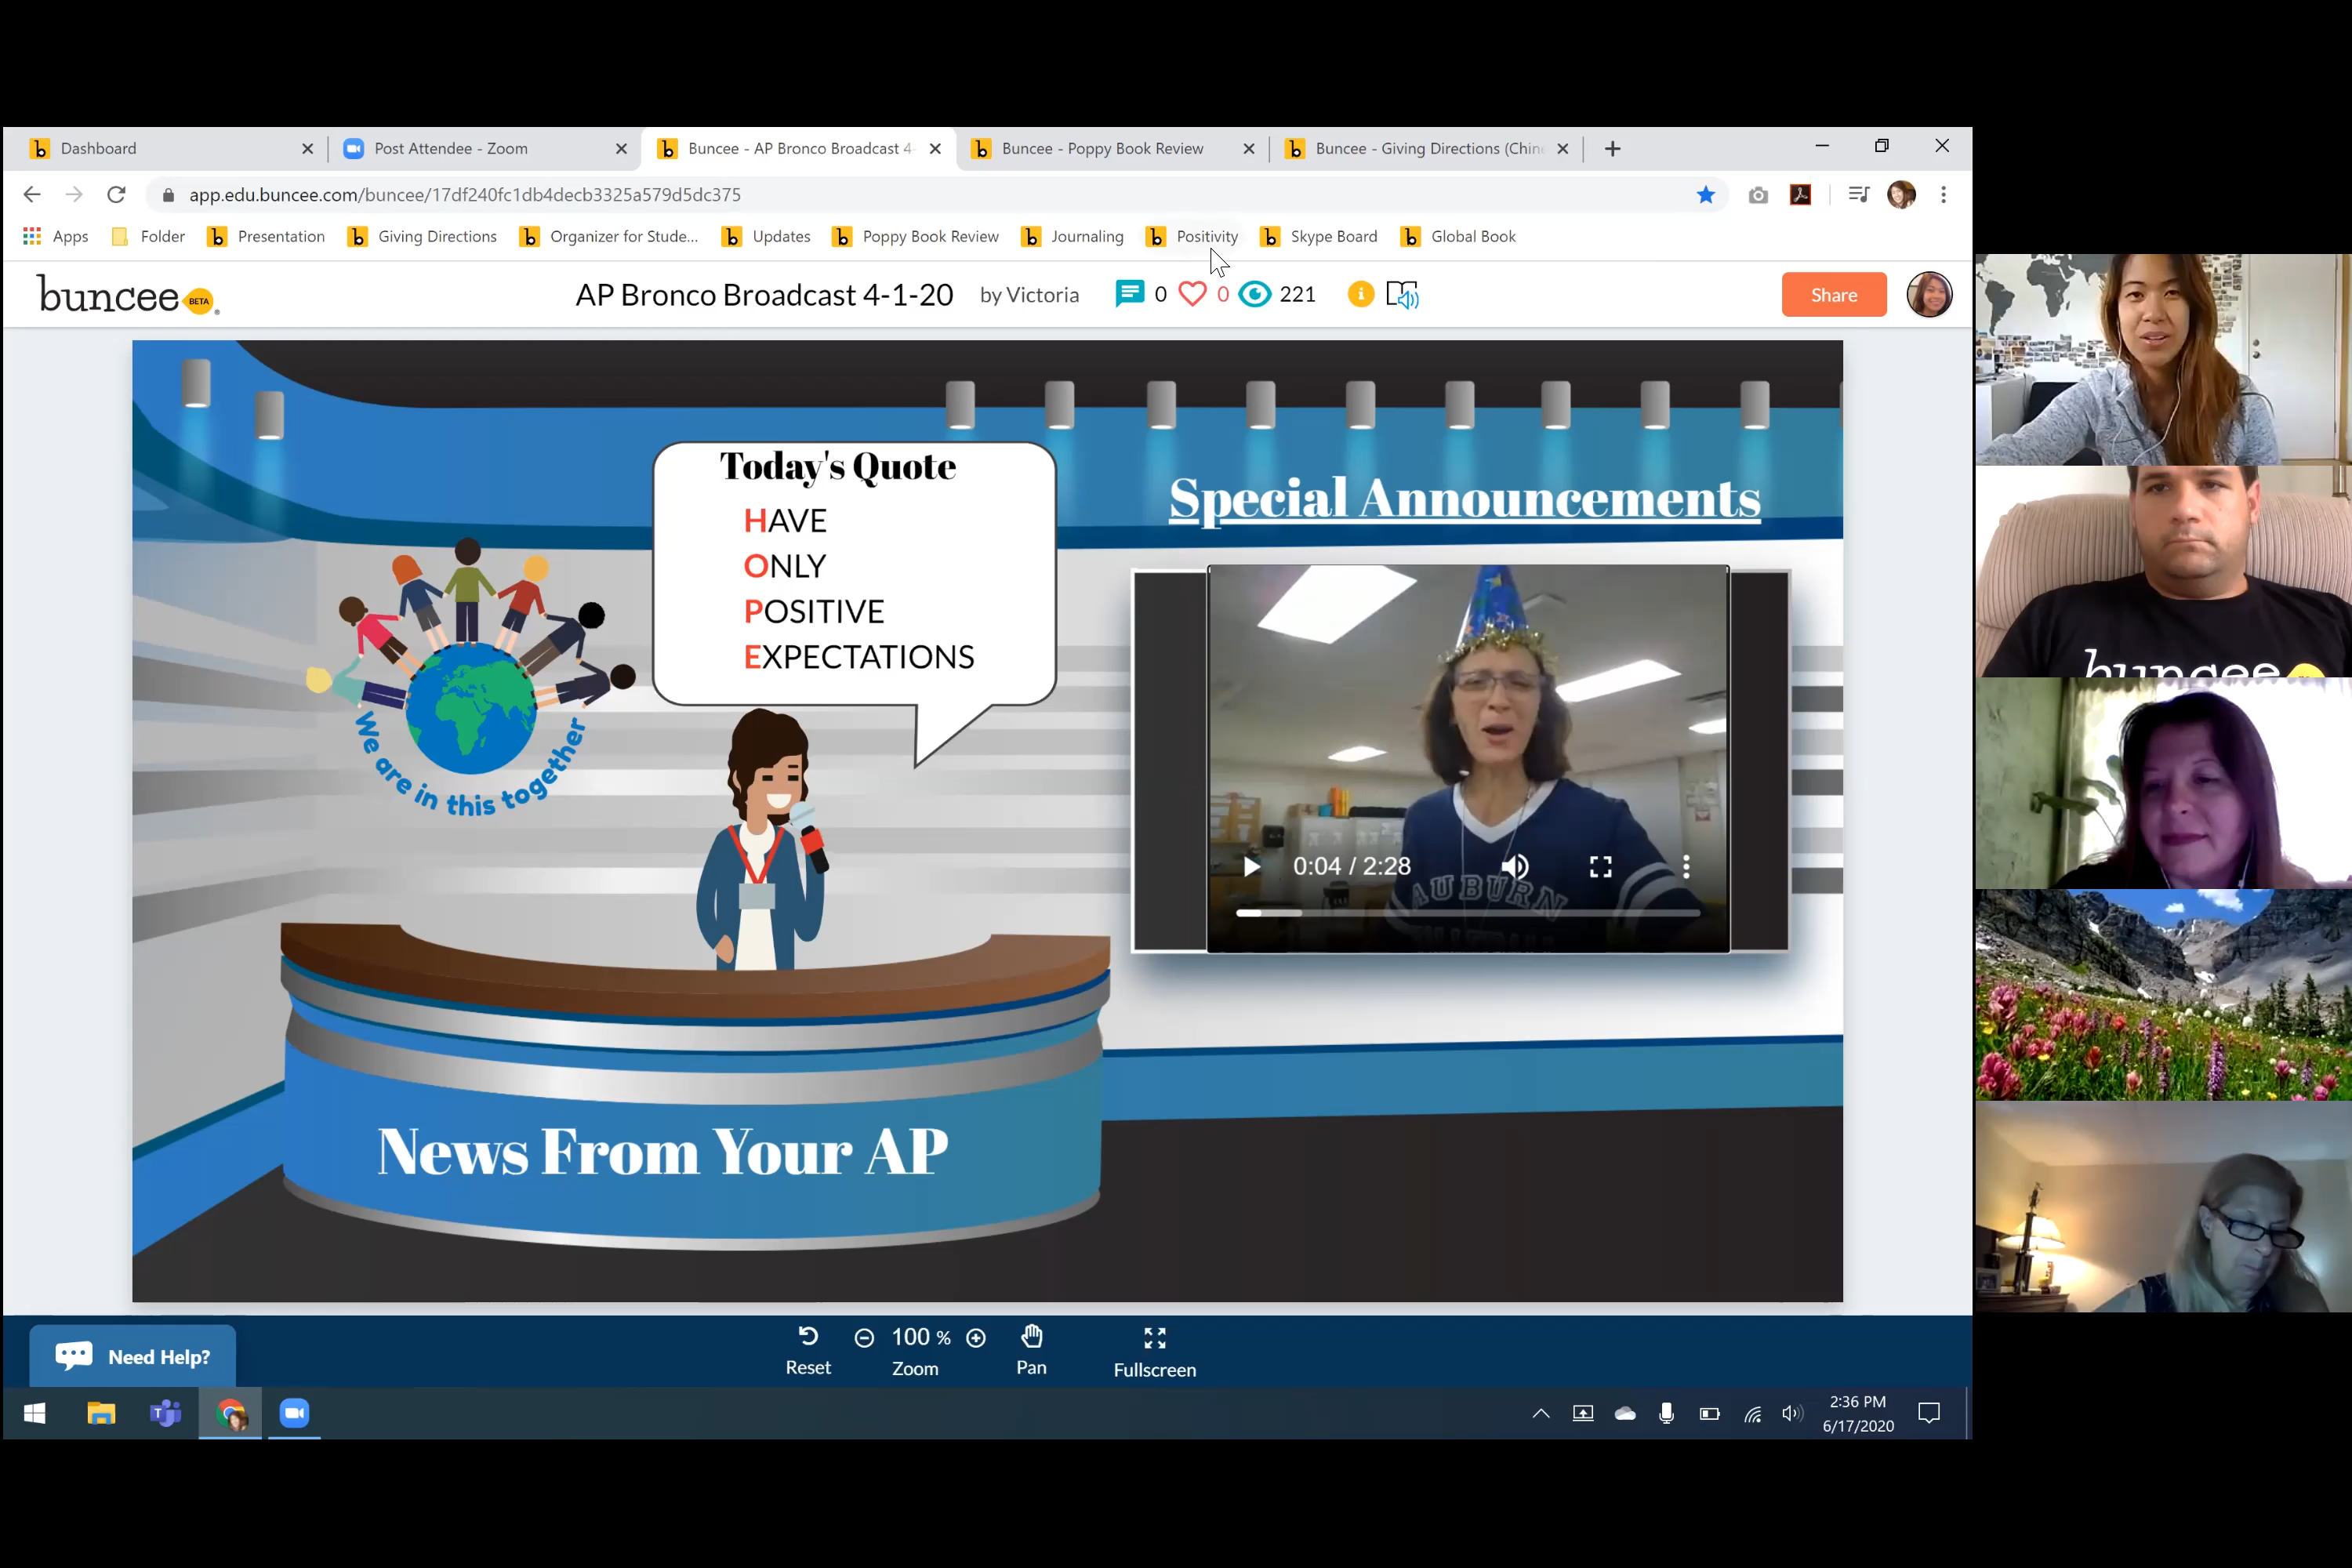 Dashboard
Post Attendee - Zoom
Buncee - AP Bronco Broadcast 4-
Buncee - Poppy Book Review
Buncee - Giving Directions (Chin
app.edu.buncee.com/buncee/17df240fc1db4decb3325a579d5dc375
Apps
Folder
Presentation
Giving Directions
Organizer for Stude...
Updates
Poppy Book Review
Journaling
Positivity
Skype Board
Global Book
buncee BETA
AP Bronco Broadcast 4-1-20
by Victoria
0
0
221
Share
Today's Quote
HAVE
ONLY
POSITIVE
EXPECTATIONS
Special Announcements
We are in this together
0:04 / 2:28
AUBURN
buncee
News From Your AP
Need Help?
Reset
100 %
Zoom
Pan
Fullscreen
2:36 PM
6/17/2020